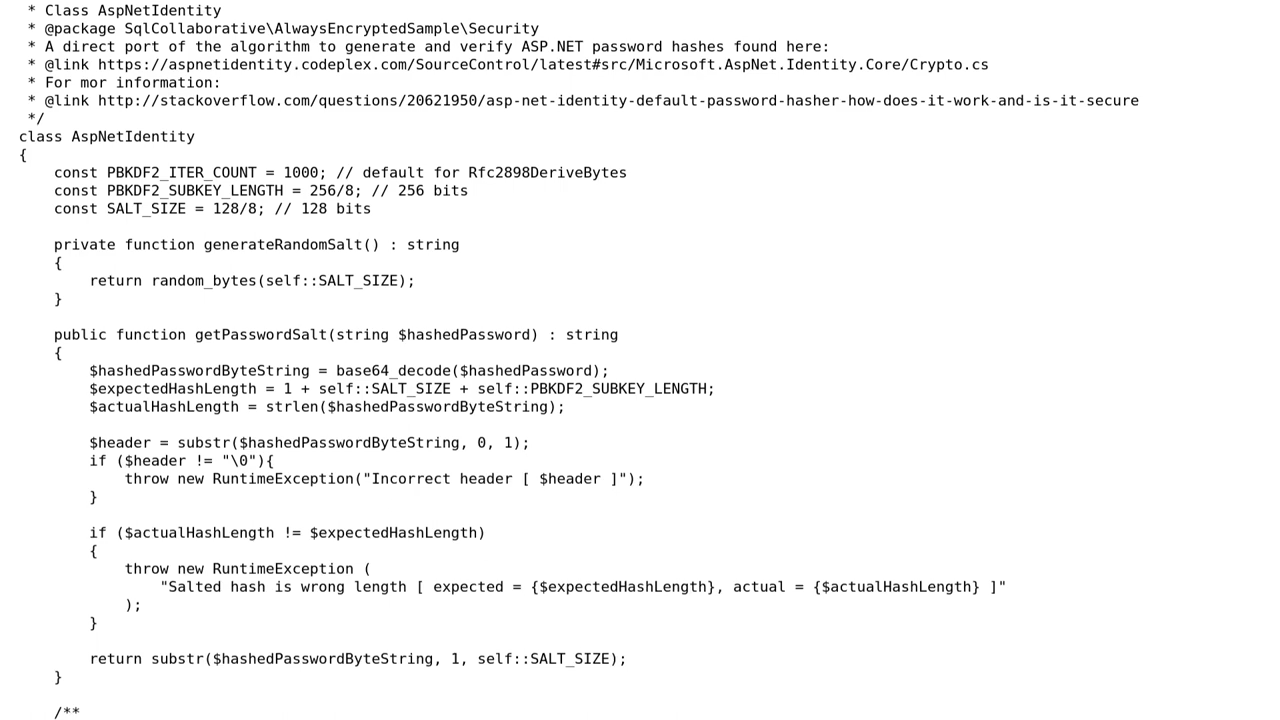 * Class AspNetIdentity
 * @package SqlCollaborative\AlwaysEncryptedSample\Security
 * A direct port of the algorithm to generate and verify ASP.NET password hashes found here:
 * @link https://aspnetidentity.codeplex.com/SourceControl/latest#src/Microsoft.AspNet.Identity.Core/Crypto.cs
 * For mor information:
 * @link http://stackoverflow.com/questions/20621950/asp-net-identity-default-password-hasher-how-does-it-work-and-is-it-secure
 */
class AspNetIdentity
{
    const PBKDF2_ITER_COUNT = 1000; // default for Rfc2898DeriveBytes
    const PBKDF2_SUBKEY_LENGTH = 256/8; // 256 bits
    const SALT_SIZE = 128/8; // 128 bits

    private function generateRandomSalt() : string
    {
        return random_bytes(self::SALT_SIZE);
    }

    public function getPasswordSalt(string $hashedPassword) : string
    {
        $hashedPasswordByteString = base64_decode($hashedPassword);
        $expectedHashLength = 1 + self::SALT_SIZE + self::PBKDF2_SUBKEY_LENGTH;
        $actualHashLength = strlen($hashedPasswordByteString);

        $header = substr($hashedPasswordByteString, 0, 1);
        if ($header != "\0"){
            throw new RuntimeException("Incorrect header [ $header ]");
        }

        if ($actualHashLength != $expectedHashLength)
        {
            throw new RuntimeException (
                "Salted hash is wrong length [ expected = {$expectedHashLength}, actual = {$actualHashLength} ]"
            );
        }

        return substr($hashedPasswordByteString, 1, self::SALT_SIZE);
    }

    /**